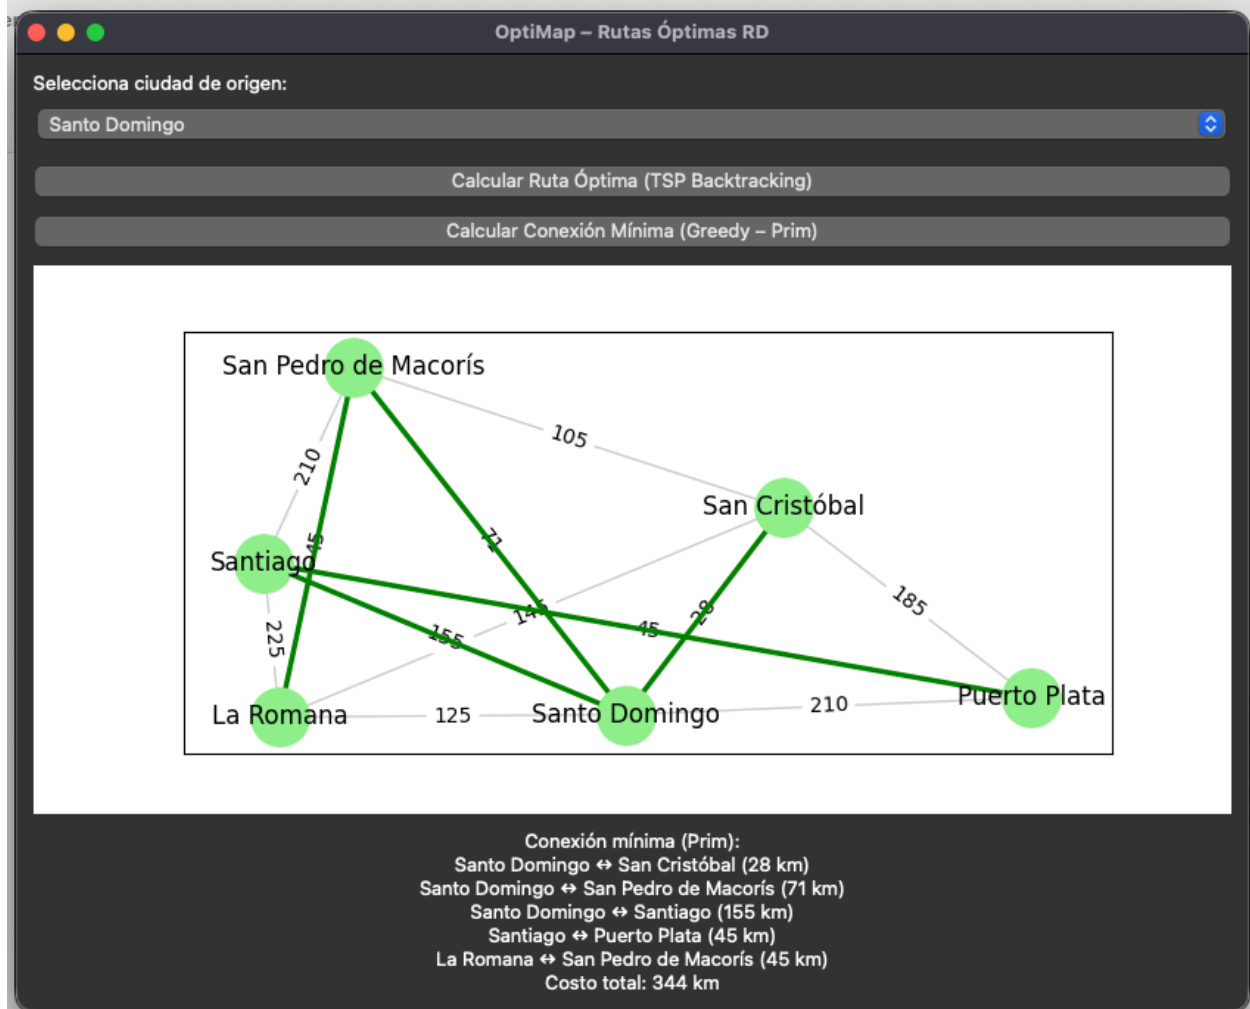 OptiMap – Rutas Óptimas RD
Selecciona ciudad de origen:
Santo Domingo
Calcular Ruta Óptima (TSP Backtracking)
Calcular Conexión Mínima (Greedy – Prim)
San Pedro de Macorís
105
210
San Cristóbal
71
45
Santiago
185
28
155
45
225
Puerto Plata
210
La Romana
125
Santo Domingo
Conexión mínima (Prim):
Santo Domingo ↔ San Cristóbal (28 km)
Santo Domingo ↔ San Pedro de Macorís (71 km)
Santo Domingo ↔ Santiago (155 km)
Santiago ↔ Puerto Plata (45 km)
La Romana ↔ San Pedro de Macorís (45 km)
Costo total: 344 km